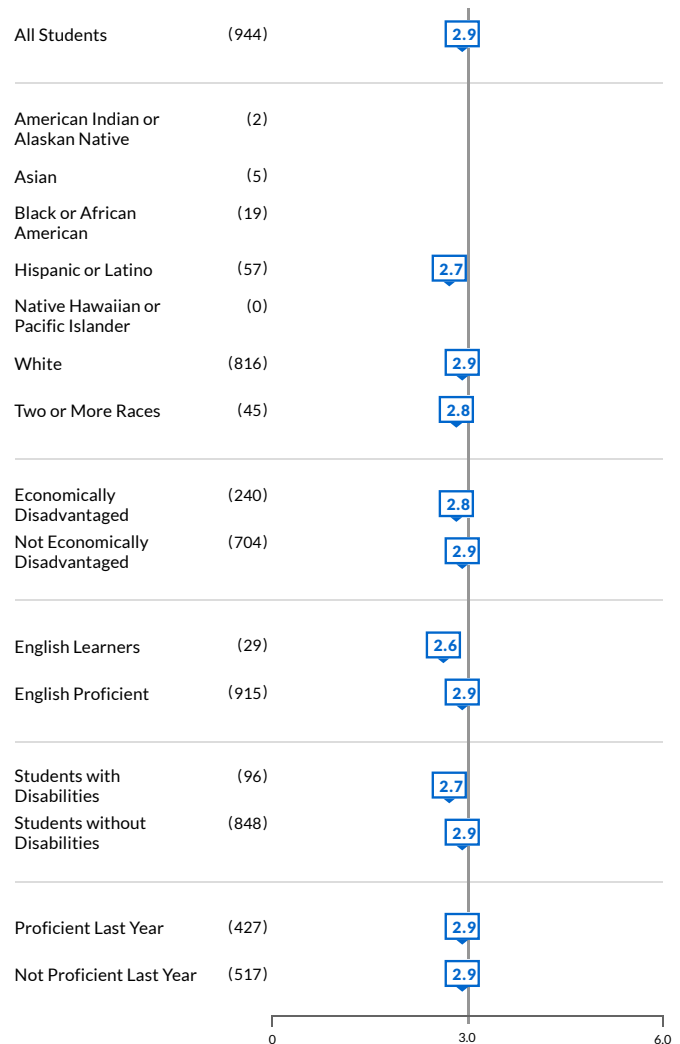 All Students (944) 2.9
American Indian or (2)
Alaskan Native
Asian (5)
Black or African (19)
American
Hispanic or Latino (57) 2.7
Native Hawaiian or (0)
Pacific Islander
White (816) 2.9
Two or More Races (45) 2.8
Economically (240) 2.8
Disadvantaged
Not Economically (704) 2.9
Disadvantaged
English Learners (29) 2.6
English Proficient (915) 2.9
Students with (96) 2.7
Disabilities
Students without (848) 2.9
Disabilities
Proficient Last Year (427) 2.9
Not Proficient Last Year (517) 2.9
0 3.0 6.0